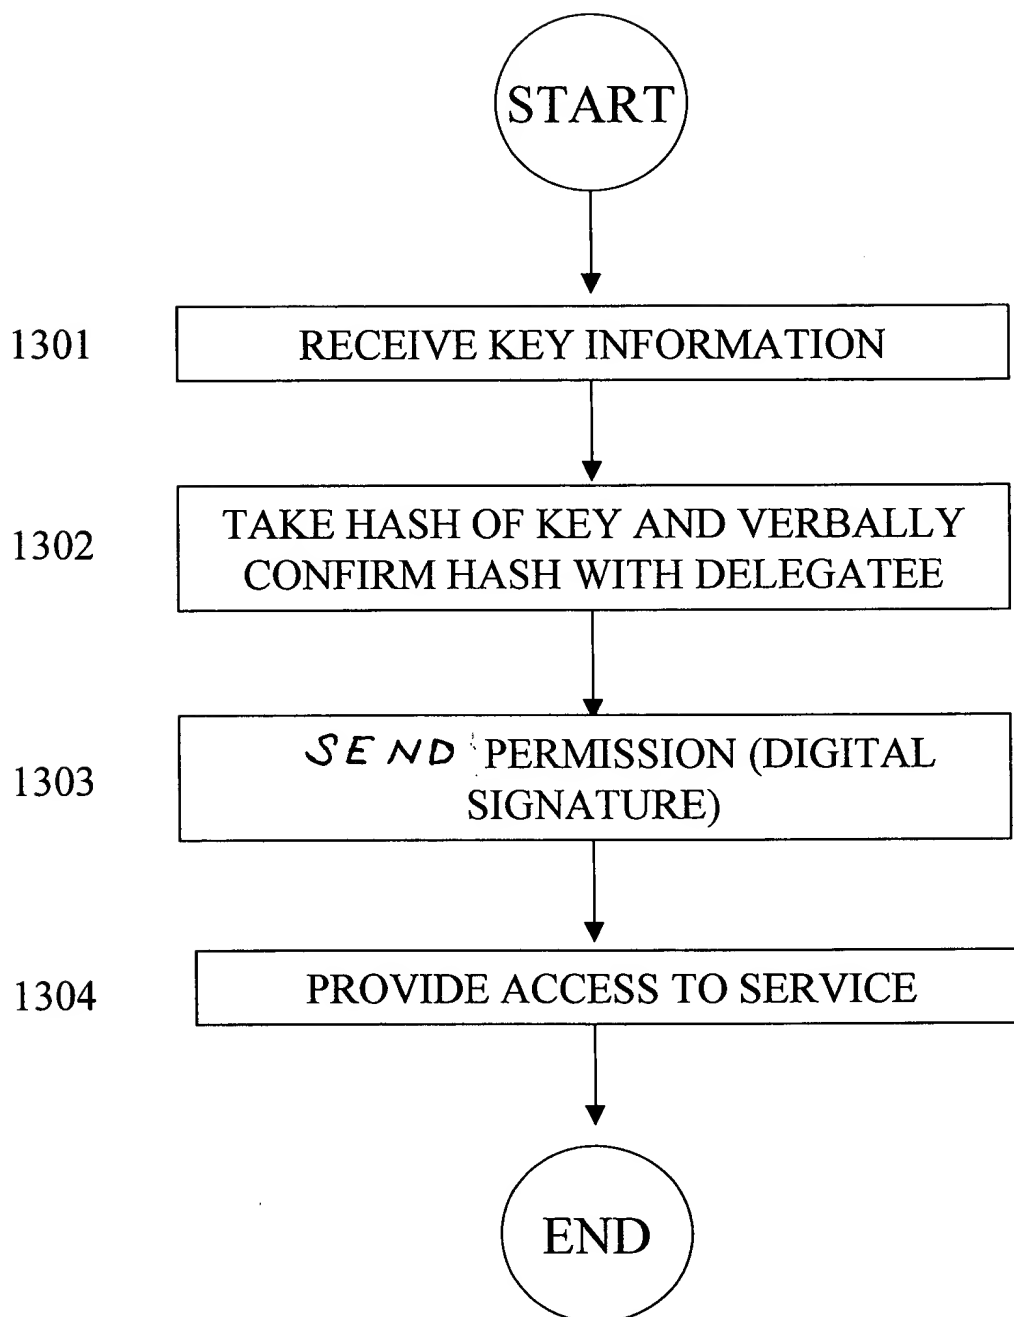 START
1301 RECEIVE KEY INFORMATION
1302 TAKE HASH OF KEY AND VERBALLY
CONFIRM HASH WITH DELEGATEE
1303 SEND PERMISSION (DIGITAL
SIGNATURE)
1304 PROVIDE ACCESS TO SERVICE
END